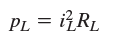 p_L = i_L^2 R_L